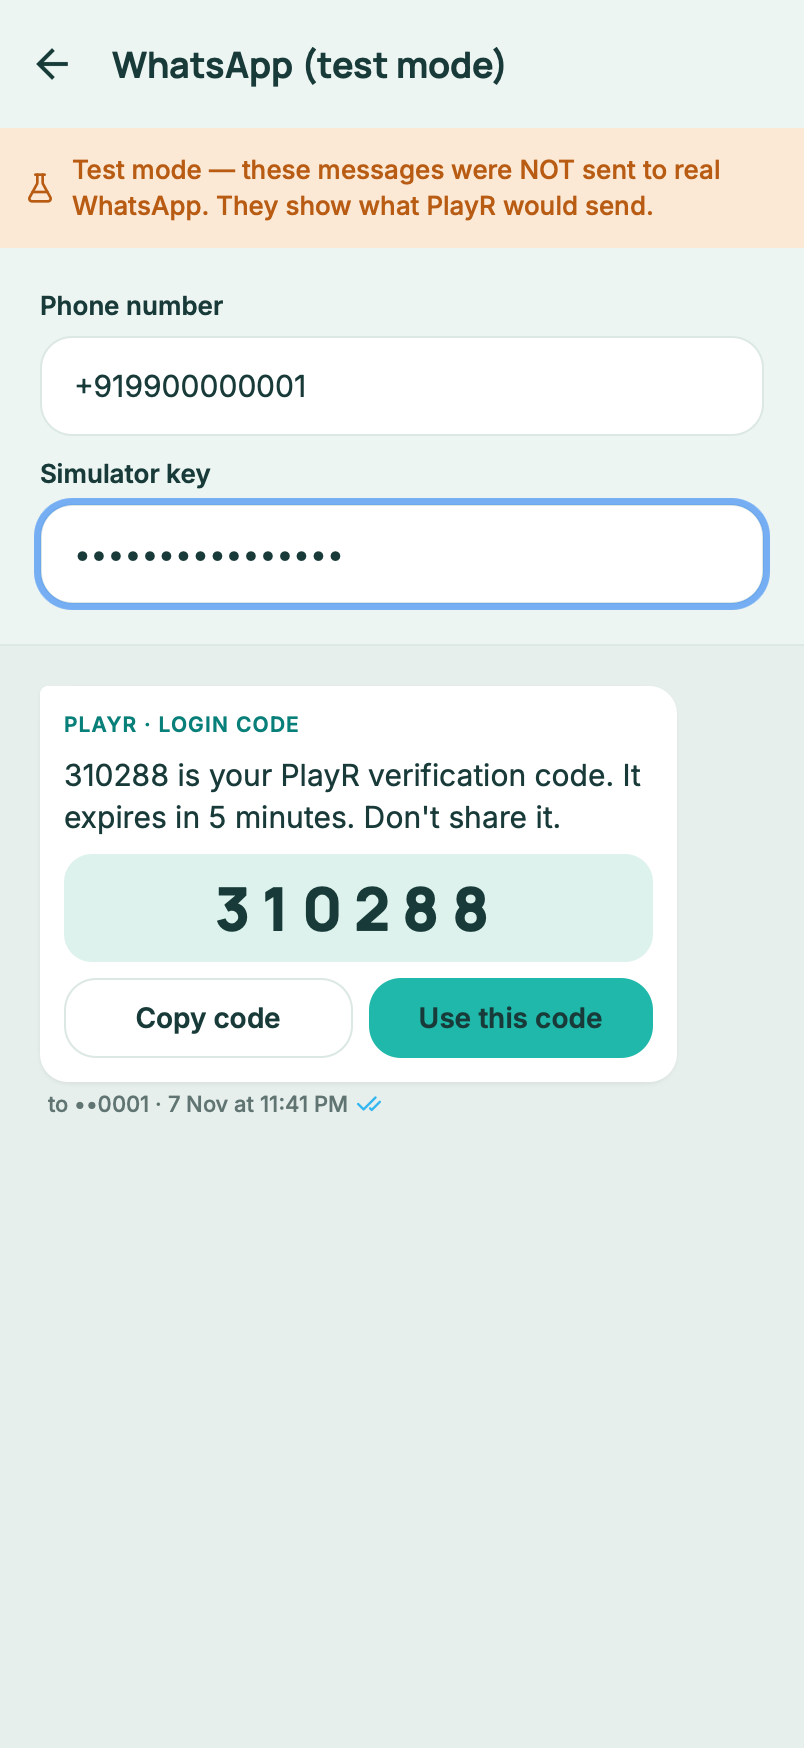 WhatsApp (test mode)
Test mode — these messages were NOT sent to real
WhatsApp. They show what PlayR would send.
Phone number
+919900000001
Simulator key
••••••••••••••••
PLAYR · LOGIN CODE
310288 is your PlayR verification code. It
expires in 5 minutes. Don't share it.
310288
Copy code
Use this code
to ••0001 · 7 Nov at 11:41 PM